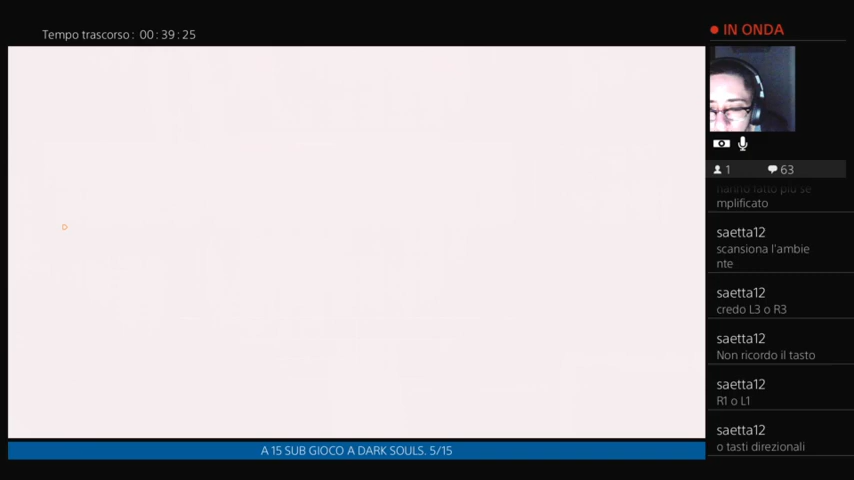 Tempo trascorso: 00:39:25
IN ONDA
1 63
mplificato
saetta12
scansiona l'ambie
nte
saetta12
credo L3 o R3
saetta12
Non ricordo il tasto
saetta12
R1 o L1
saetta12
o tasti direzionali
A 15 SUB GIOCO A DARK SOULS. 5/15